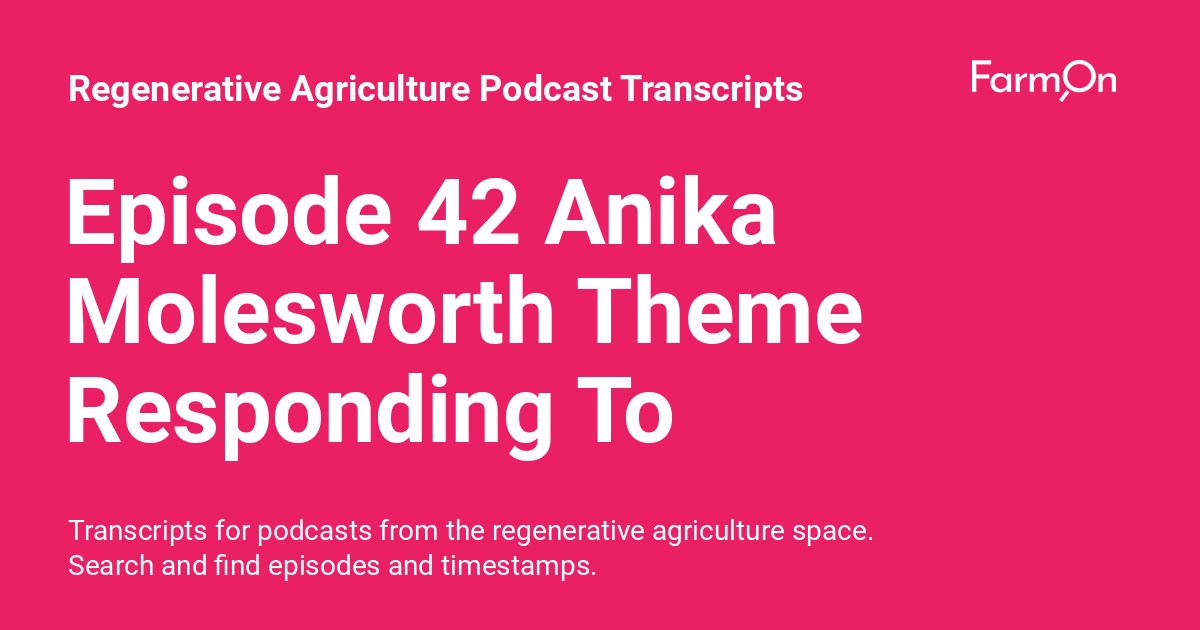 Regenerative Agriculture Podcast Transcripts
FarmOn
Episode 42 Anika
Molesworth Theme
Responding To
Transcripts for podcasts from the regenerative agriculture space.
Search and find episodes and timestamps.